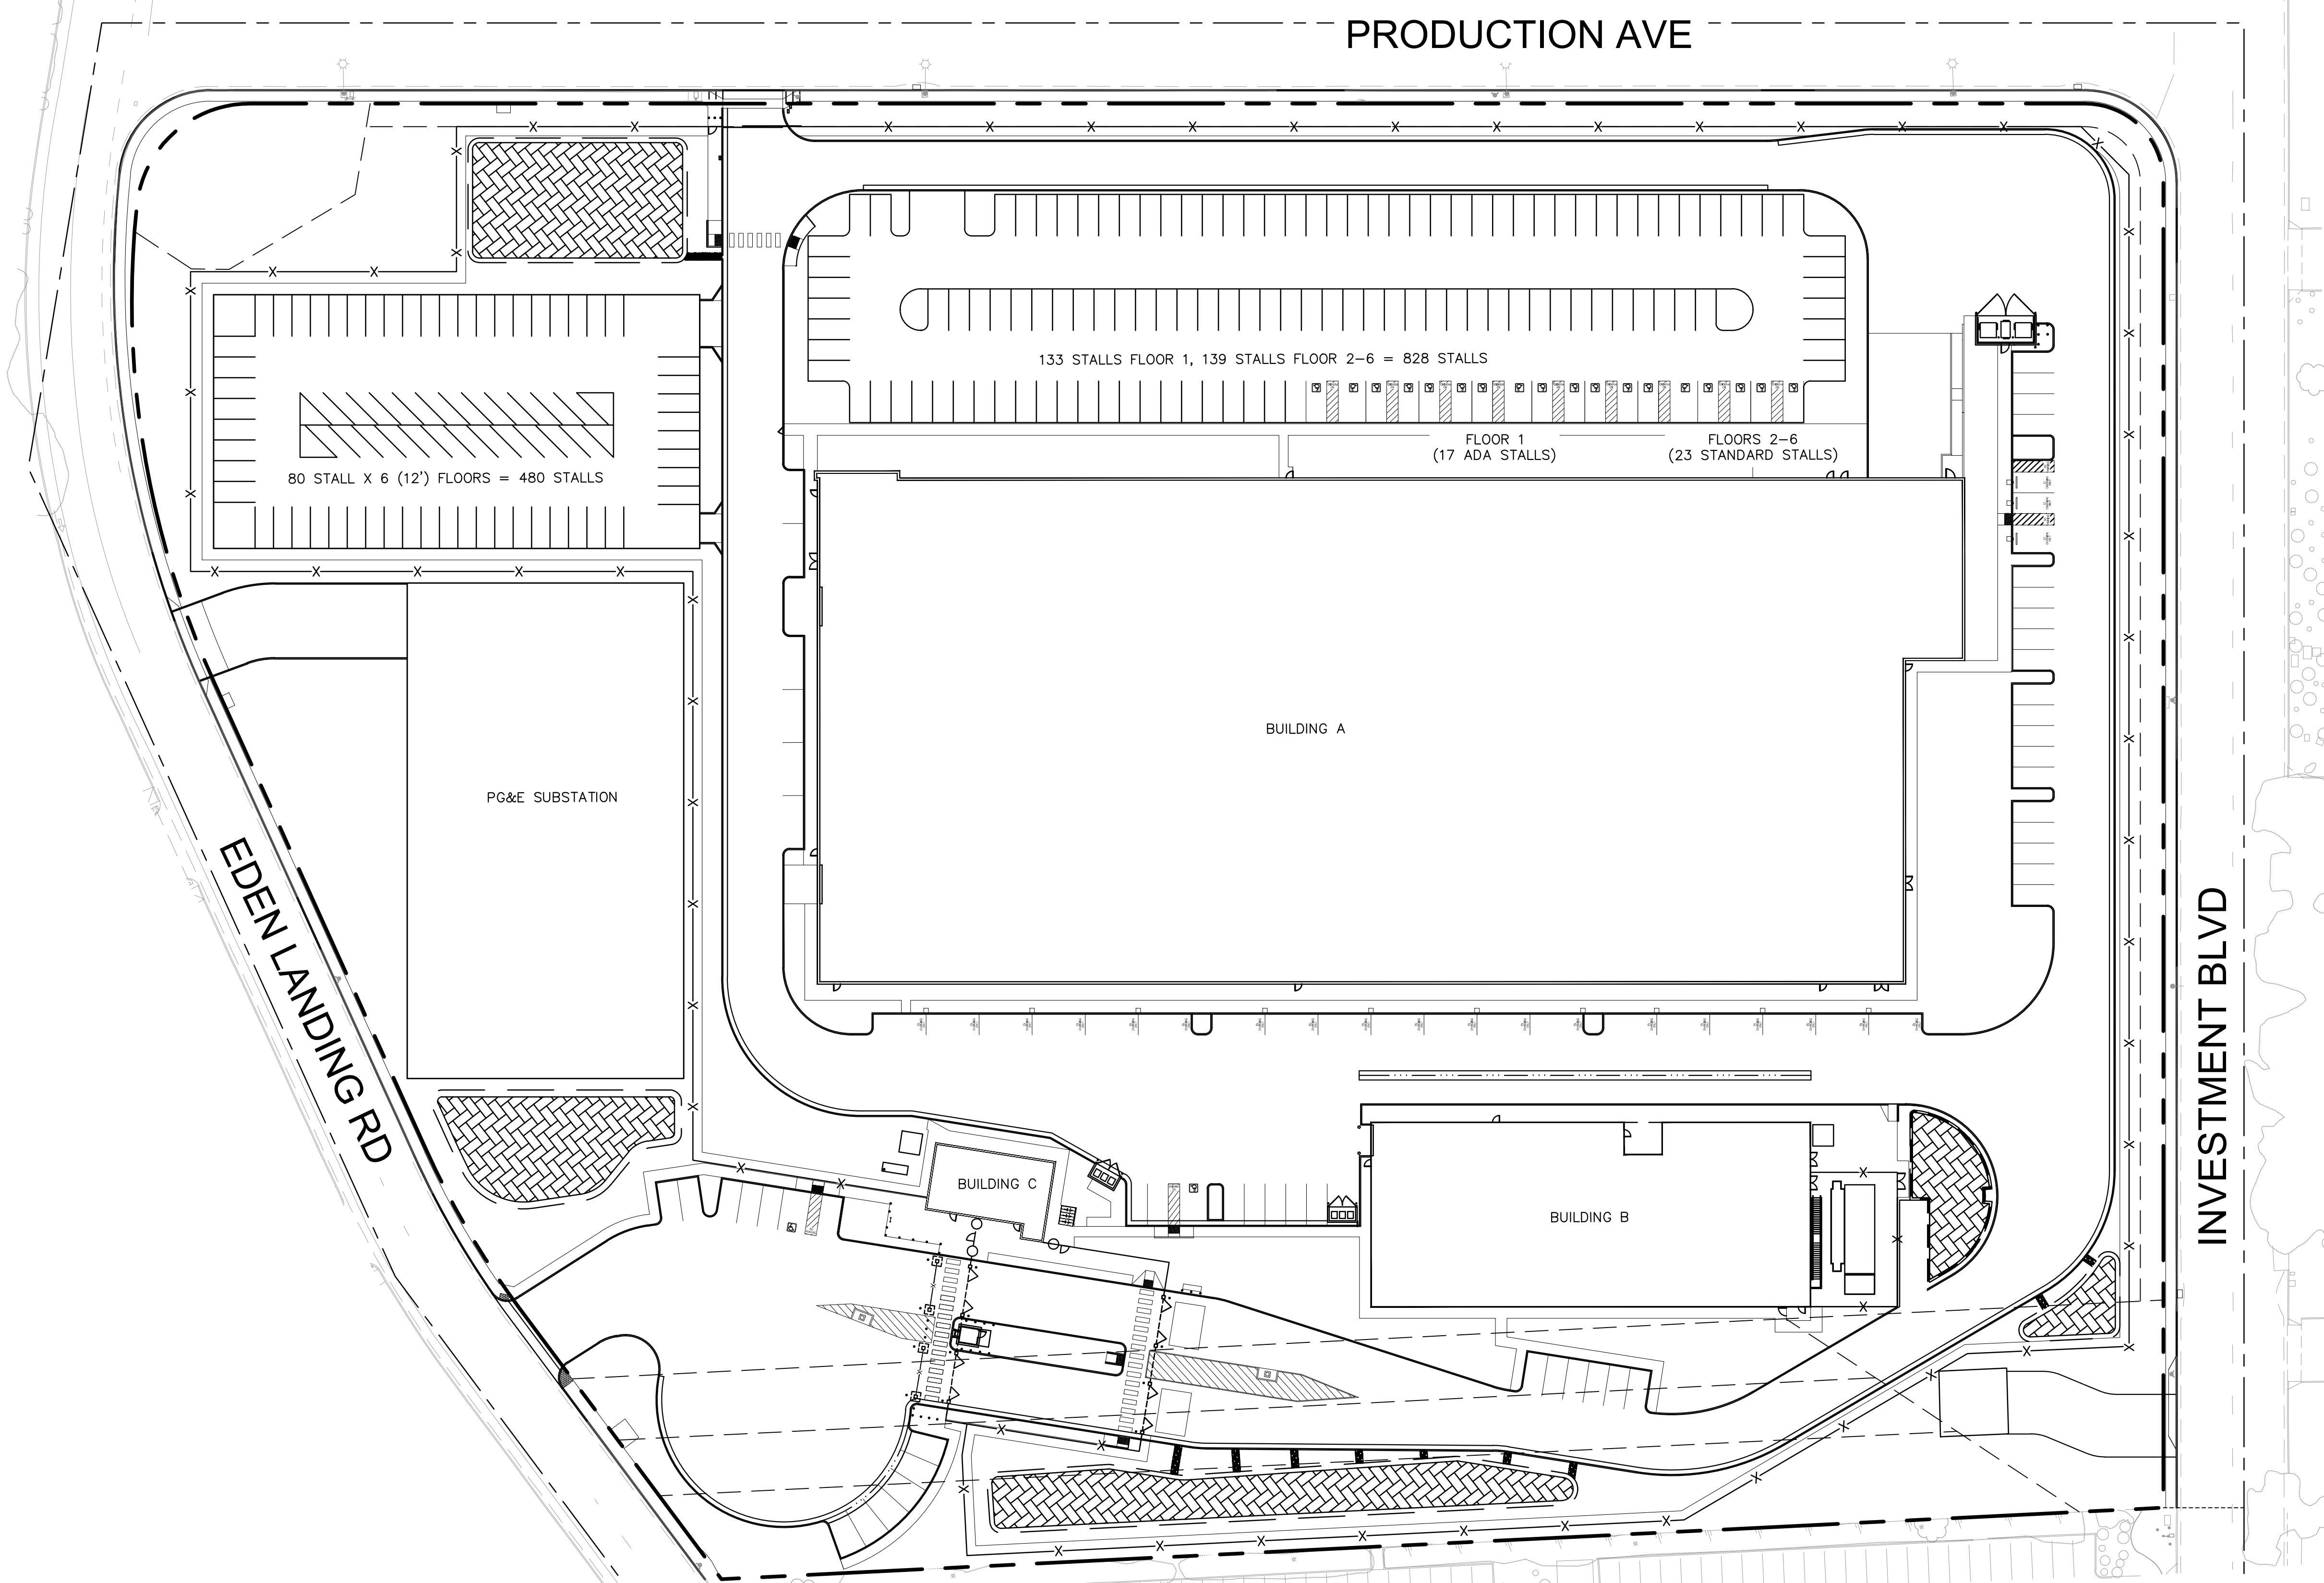 PRODUCTION AVE
133 STALLS FLOOR 1, 139 STALLS FLOOR 2-6 = 828 STALLS
FLOOR 1
(17 ADA STALLS)
FLOORS 2-6
(23 STANDARD STALLS)
80 STALL X 6 (12') FLOORS = 480 STALLS
BUILDING A
PG&E SUBSTATION
EDEN LANDING RD
INVESTMENT BLVD
BUILDING C
BUILDING B